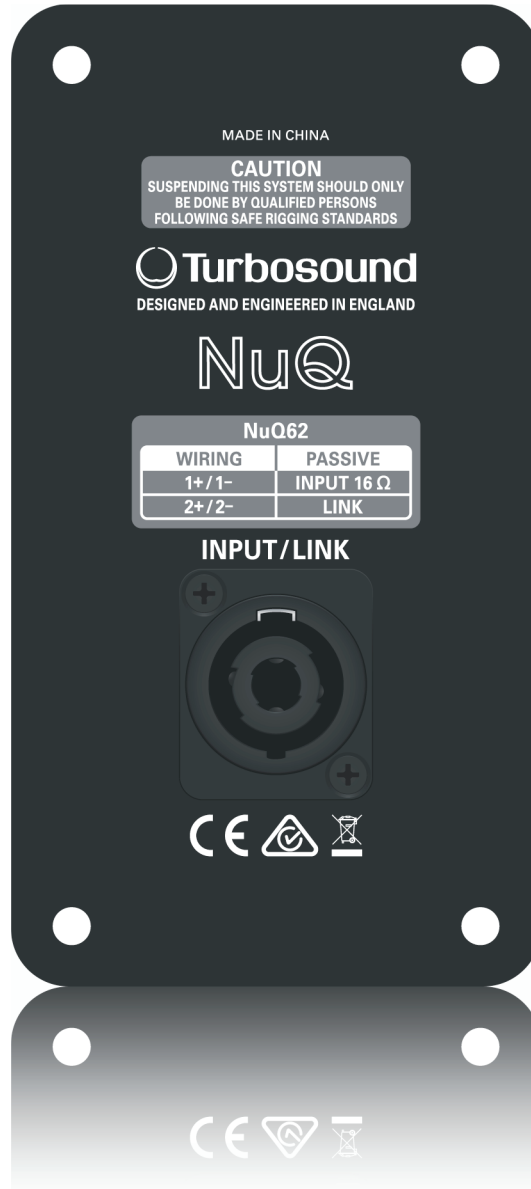 MADE IN CHINA
CAUTION
SUSPENDING THIS SYSTEM SHOULD ONLY
BE DONE BY QUALIFIED PERSONS
FOLLOWING SAFE RIGGING STANDARDS
Turbosound
DESIGNED AND ENGINEERED IN ENGLAND
NuQ
NuQ62
WIRING PASSIVE
1+/1- INPUT 16 Ω
2+/2- LINK
INPUT/LINK
CE